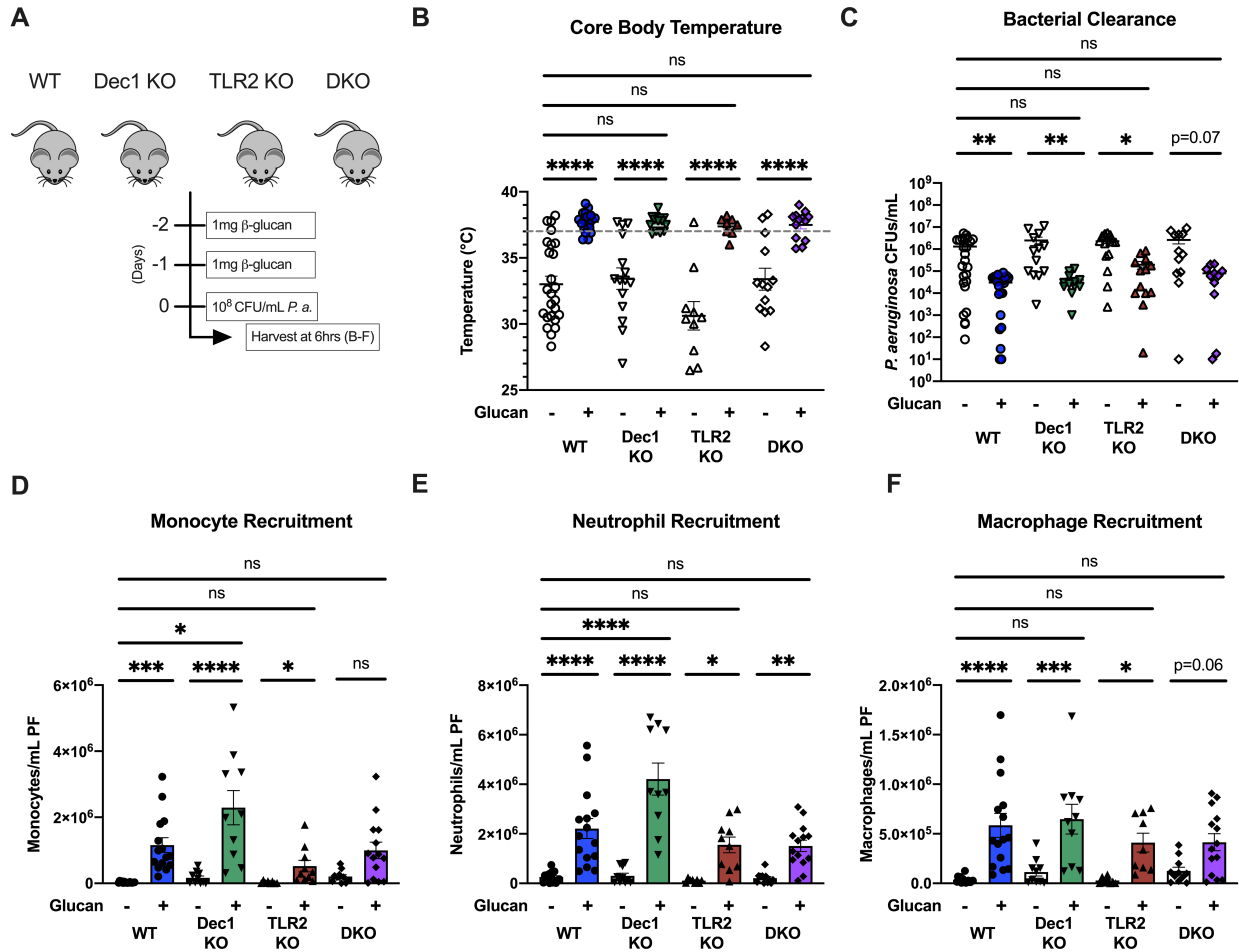 A
WT Dec1 KO TLR2 KO DKO
(Days)
-2 1mg β-glucan
-1 1mg β-glucan
0 10⁸ CFU/mL P. a.
Harvest at 6hrs (B-F)
B
Core Body Temperature
ns
ns
ns
**** **** **** ****
Temperature (°C)
40
35
30
25
Glucan - + - + - + - +
WT Dec1 KO TLR2 KO DKO
C
Bacterial Clearance
ns
ns
ns
** ** * p=0.07
P. aeruginosa CFUs/mL
10⁹
10⁸
10⁷
10⁶
10⁵
10⁴
10³
10²
10¹
10⁰
Glucan - + - + - + - +
WT Dec1 KO TLR2 KO DKO
D
Monocyte Recruitment
ns
ns
*
*** **** * ns
Monocytes/mL PF
6×10⁶
4×10⁶
2×10⁶
0
Glucan - + - + - + - +
WT Dec1 KO TLR2 KO DKO
E
Neutrophil Recruitment
ns
ns
****
**** **** * **
Neutrophils/mL PF
8×10⁶
6×10⁶
4×10⁶
2×10⁶
0
Glucan - + - + - + - +
WT Dec1 KO TLR2 KO DKO
F
Macrophage Recruitment
ns
ns
ns
**** *** * p=0.06
Macrophages/mL PF
2.0×10⁶
1.5×10⁶
1.0×10⁶
5.0×10⁵
0.0
Glucan - + - + - + - +
WT Dec1 KO TLR2 KO DKO